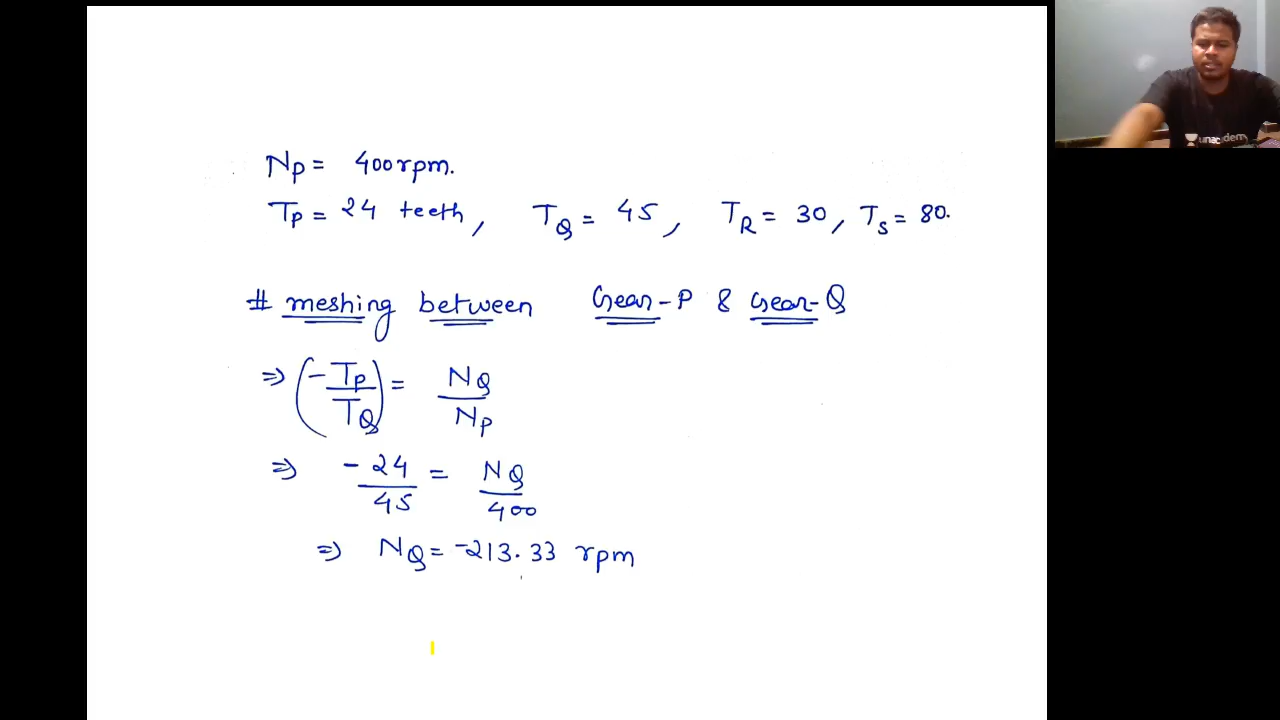 Np = 400 rpm.
Tp = 24 teeth, TQ = 45, TR = 30, Ts = 80.
# meshing between Gear-P & Gear-Q
⇒ (-Tp/TQ) = NQ/Np
⇒ -24/45 = NQ/400
⇒ NQ = -213.33 rpm
unacademy